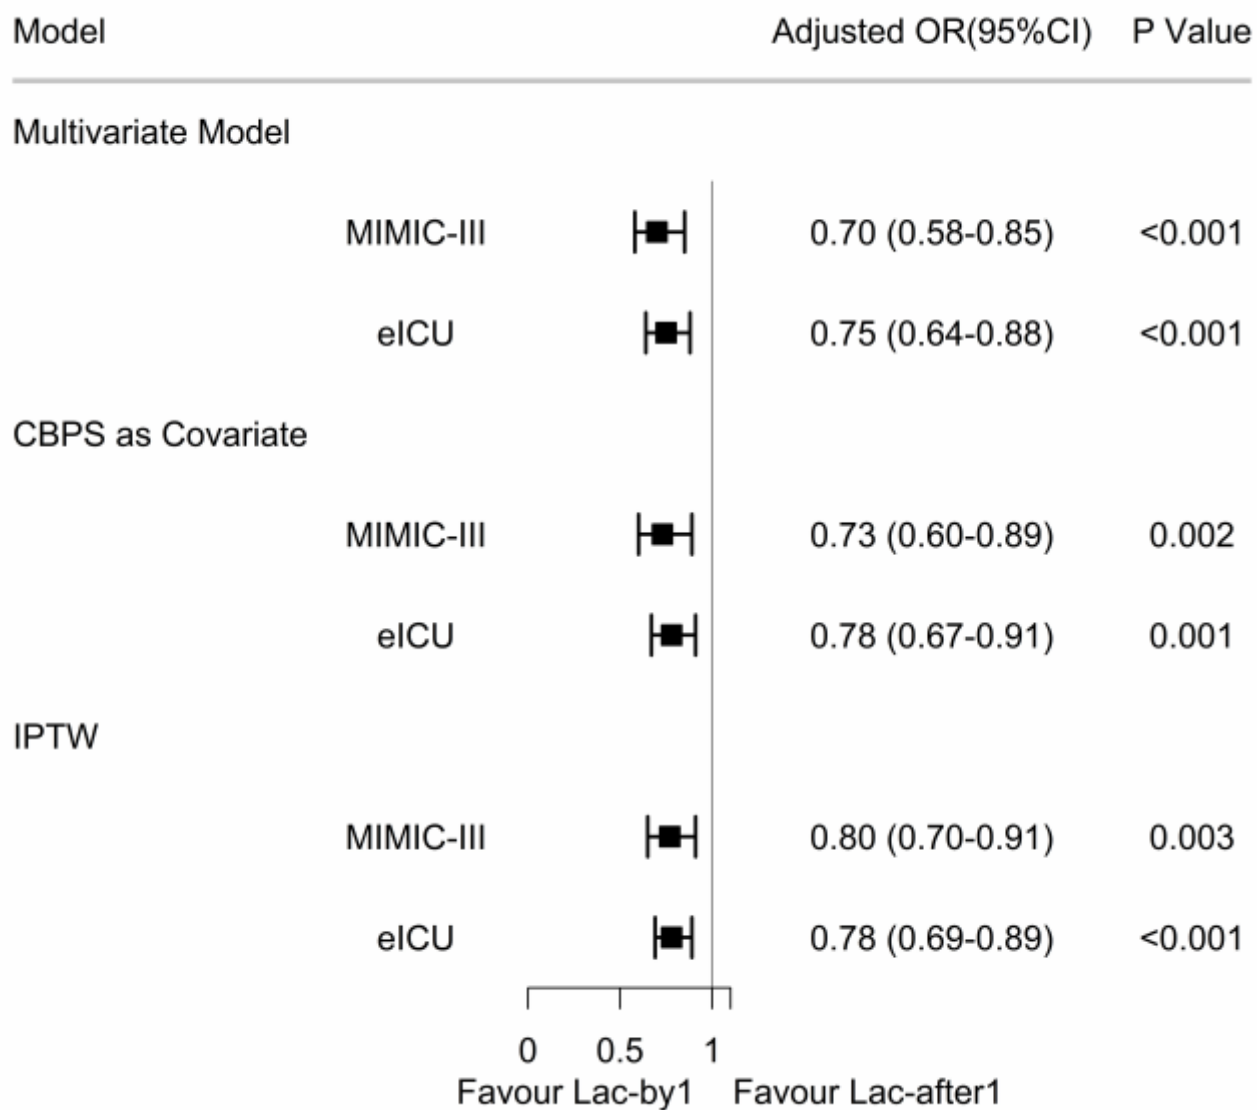 Model Adjusted OR(95%CI) P Value
Multivariate Model
MIMIC-III 0.70 (0.58-0.85) <0.001
eICU 0.75 (0.64-0.88) <0.001
CBPS as Covariate
MIMIC-III 0.73 (0.60-0.89) 0.002
eICU 0.78 (0.67-0.91) 0.001
IPTW
MIMIC-III 0.80 (0.70-0.91) 0.003
eICU 0.78 (0.69-0.89) <0.001
0 0.5 1
Favour Lac-by1 Favour Lac-after1